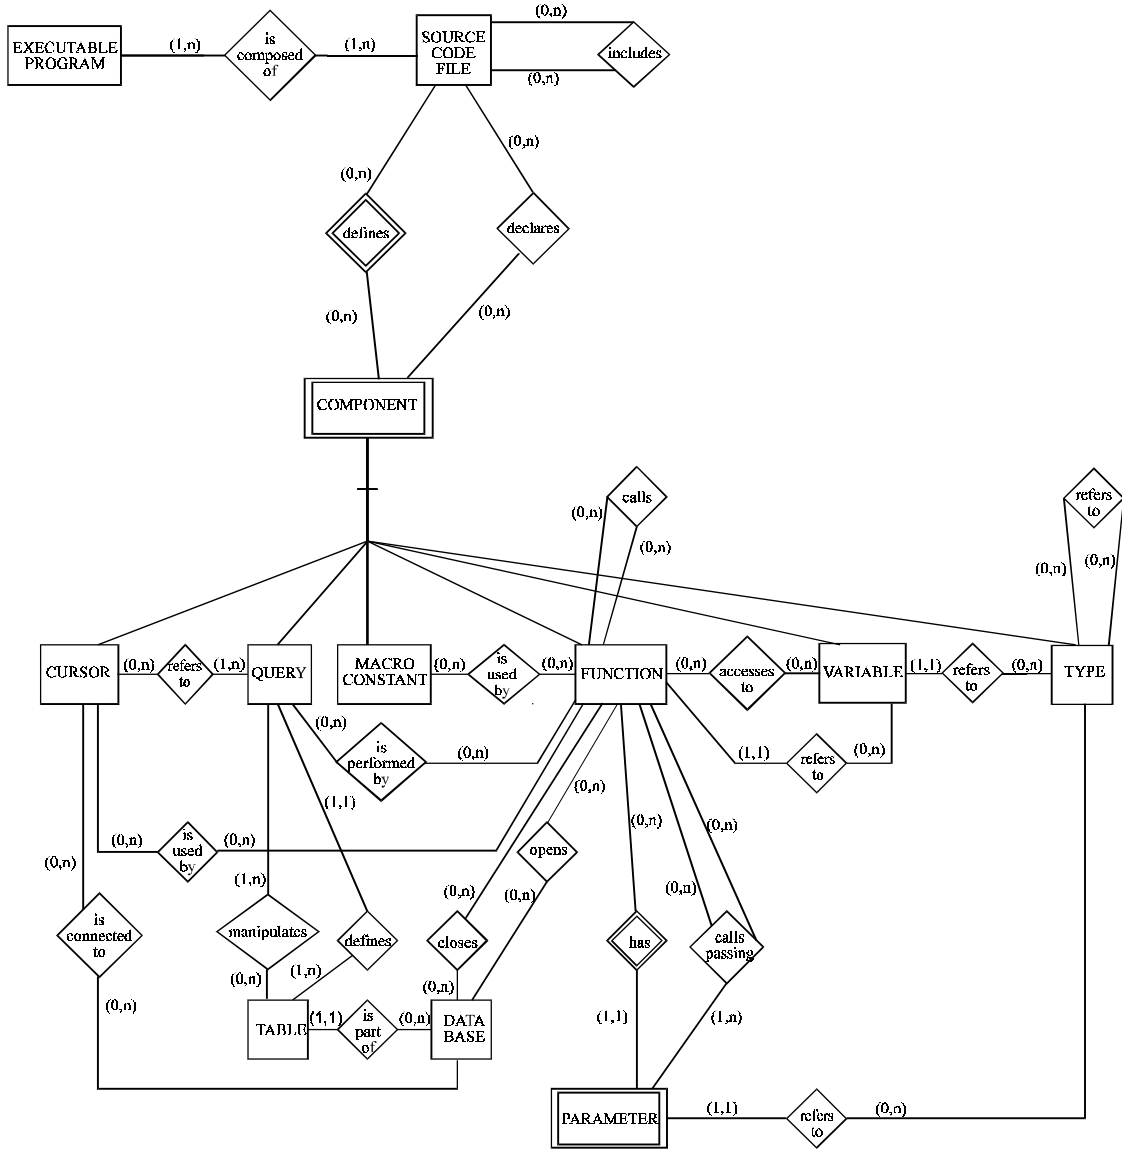 (0,n)
EXECUTABLE
PROGRAM
(1,n)
is
composed
of
(1,n)
SOURCE
CODE
FILE
includes
(0,n)
(0,n)
(0,n)
defines
declares
(0,n)
(0,n)
COMPONENT
calls
(0,n)
(0,n)
refers
to
(0,n)
(0,n)
CURSOR
(0,n)
refers
to
(1,n)
QUERY
MACRO
CONSTANT
(0,n)
is
used
by
(0,n)
FUNCTION
(0,n)
accesses
to
(0,n)
VARIABLE
(1,1)
refers
to
(0,n)
TYPE
(0,n)
is
performed
by
(0,n)
(1,1)
refers
to
(0,n)
(0,n)
(1,1)
(0,n)
is
used
by
(0,n)
(0,n)
(0,n)
(0,n)
opens
(1,n)
(0,n)
(0,n)
(0,n)
is
connected
to
manipulates
defines
closes
has
calls
passing
(0,n)
(1,n)
(0,n)
(0,n)
TABLE
(1,1)
is
part
of
(0,n)
DATA
BASE
(1,1)
(1,n)
PARAMETER
(1,1)
refers
to
(0,n)